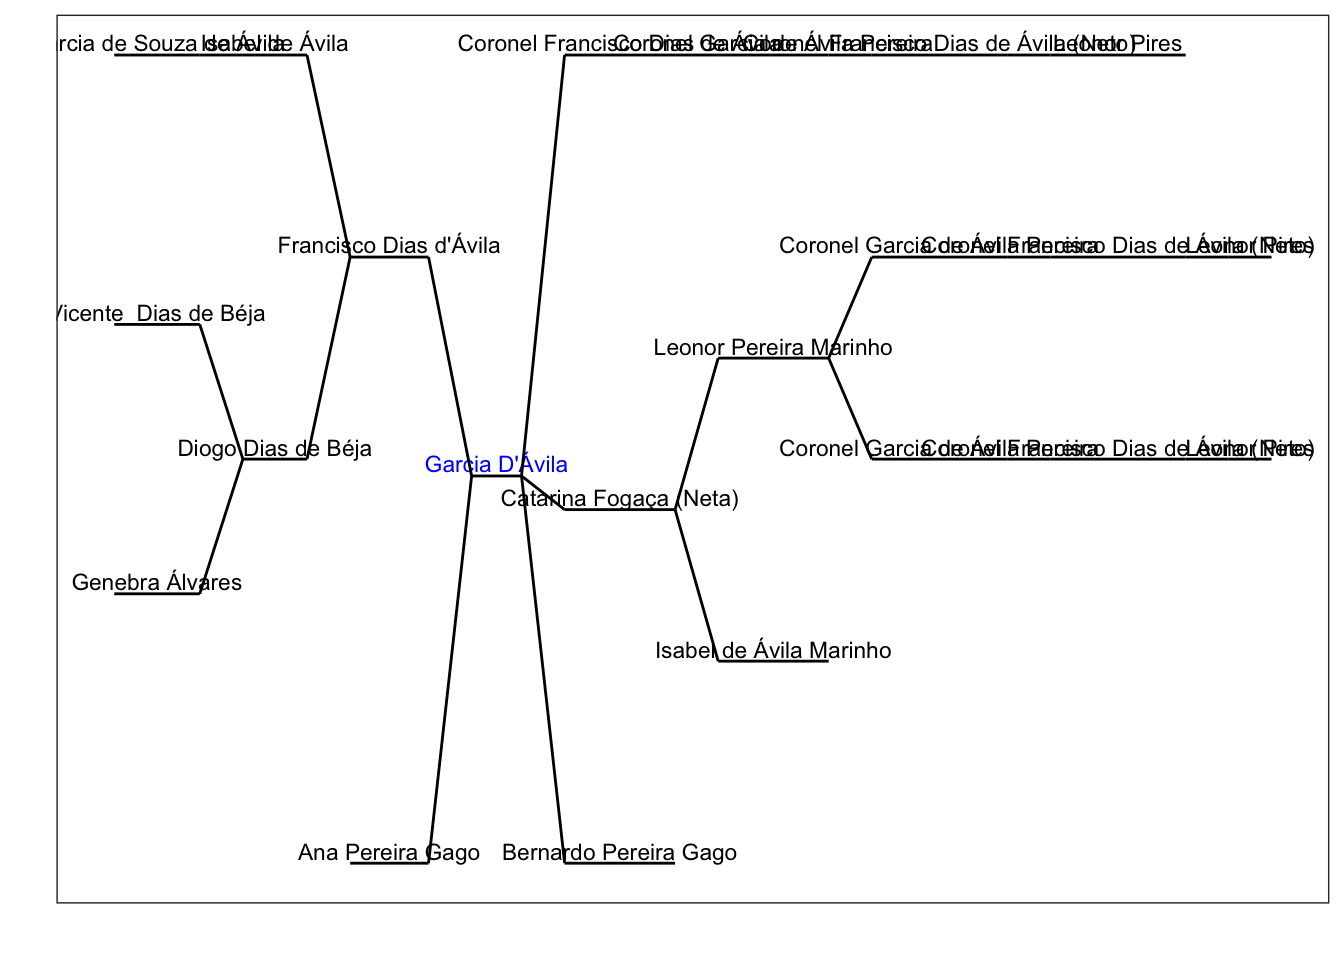 rcia de Souza de Ávila
Isabel de Ávila
Coronel Francisco Dias de Ávila
Coronel Garcia de Ávila Pereira
Coronel Francisco Dias de Ávila (Neto)
Leonor Pires
Francisco Dias d'Ávila
Coronel Garcia de Ávila Pereira
Coronel Francisco Dias de Ávila (Neto)
Leonor Pires
Vicente Dias de Béja
Leonor Pereira Marinho
Diogo Dias de Béja
Coronel Garcia de Ávila Pereira
Coronel Francisco Dias de Ávila (Neto)
Leonor Pires
Garcia D'Ávila
Catarina Fogaça (Neta)
Genebra Álvares
Isabel de Ávila Marinho
Ana Pereira Gago
Bernardo Pereira Gago